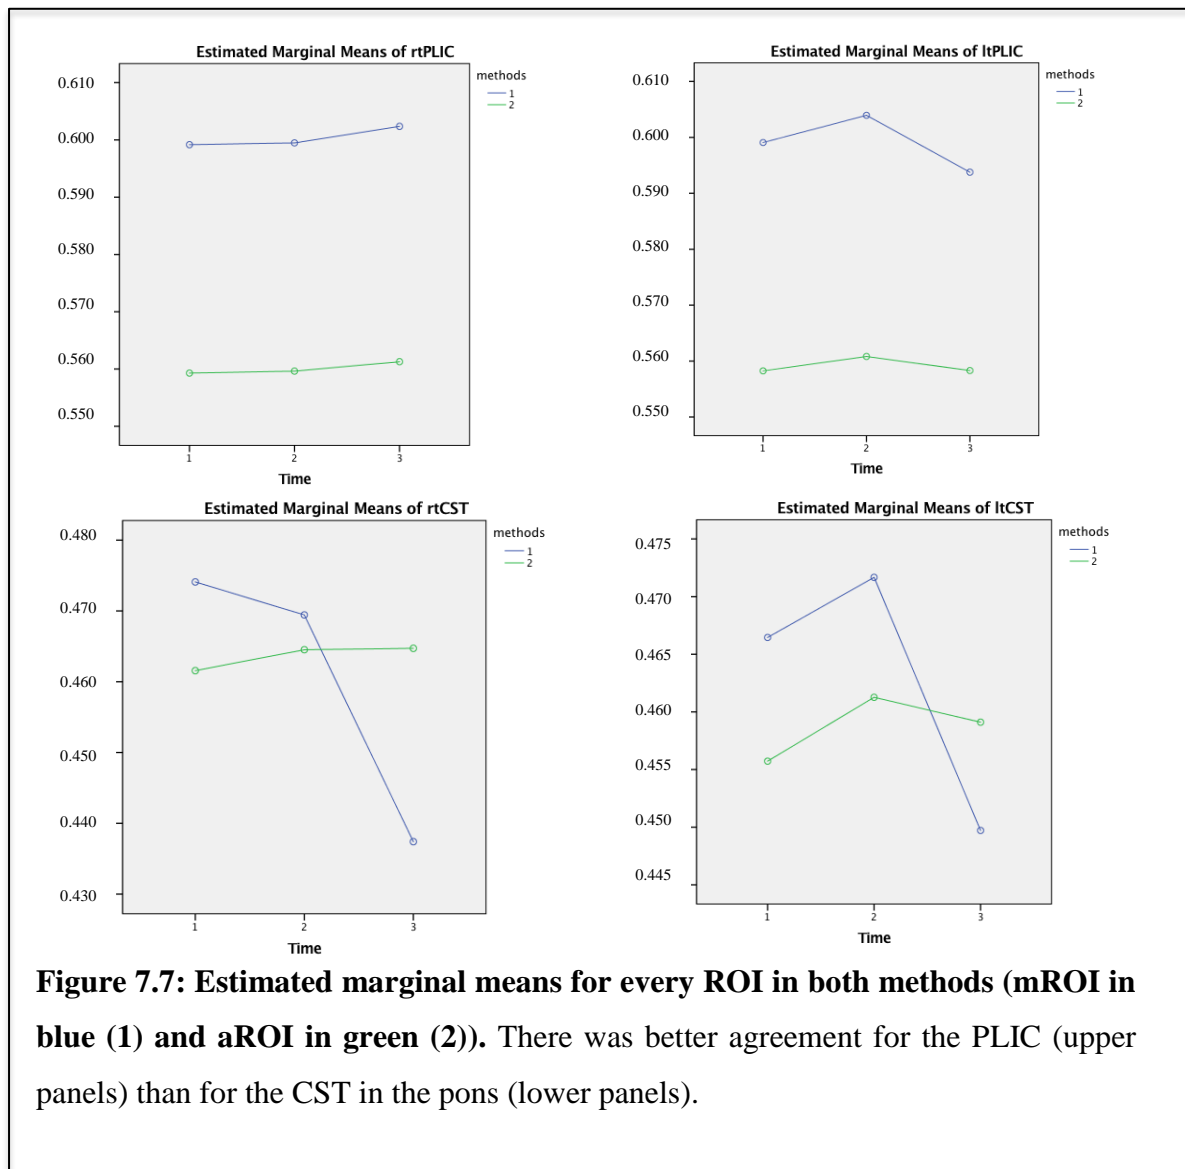 Estimated Marginal Means of rtPLIC
methods
1
2
0.610
0.600
0.590
0.580
0.570
0.560
0.550
1 2 3
Time
Estimated Marginal Means of ltPLIC
methods
1
2
0.610
0.600
0.590
0.580
0.570
0.560
0.550
1 2 3
Time
Estimated Marginal Means of rtCST
methods
1
2
0.480
0.470
0.460
0.450
0.440
0.430
1 2 3
Time
Estimated Marginal Means of ltCST
methods
1
2
0.475
0.470
0.465
0.460
0.455
0.450
0.445
1 2 3
Time
Figure 7.7: Estimated marginal means for every ROI in both methods (mROI in
blue (1) and aROI in green (2)). There was better agreement for the PLIC (upper
panels) than for the CST in the pons (lower panels).